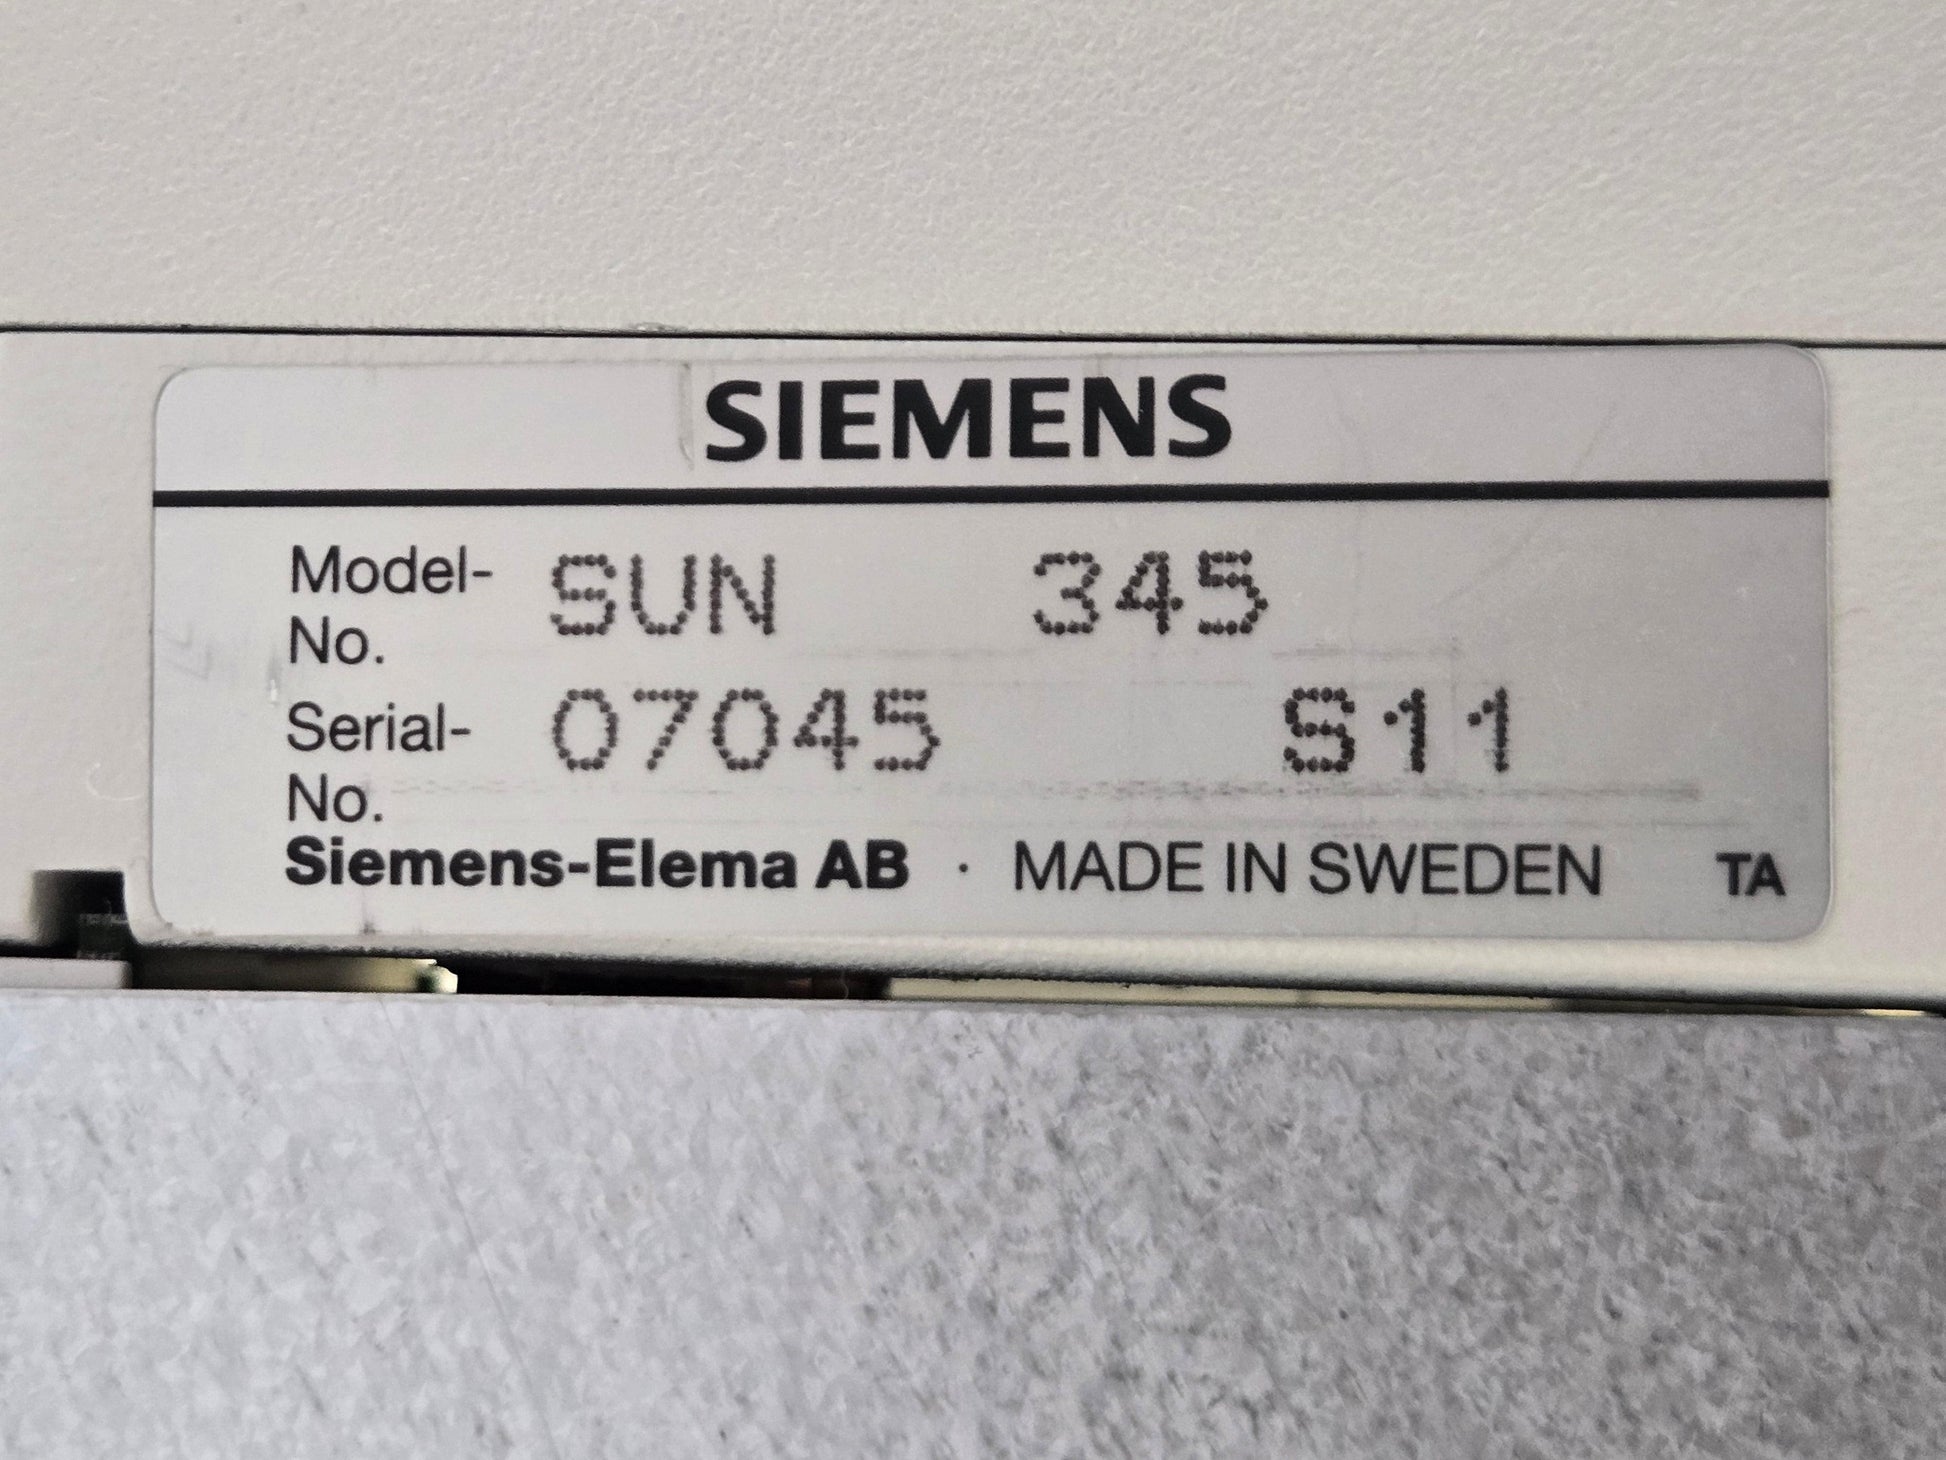 SIEMENS
Model- SUN 345
No.
Serial- 07045 S11
No.
Siemens-Elema AB · MADE IN SWEDEN TA